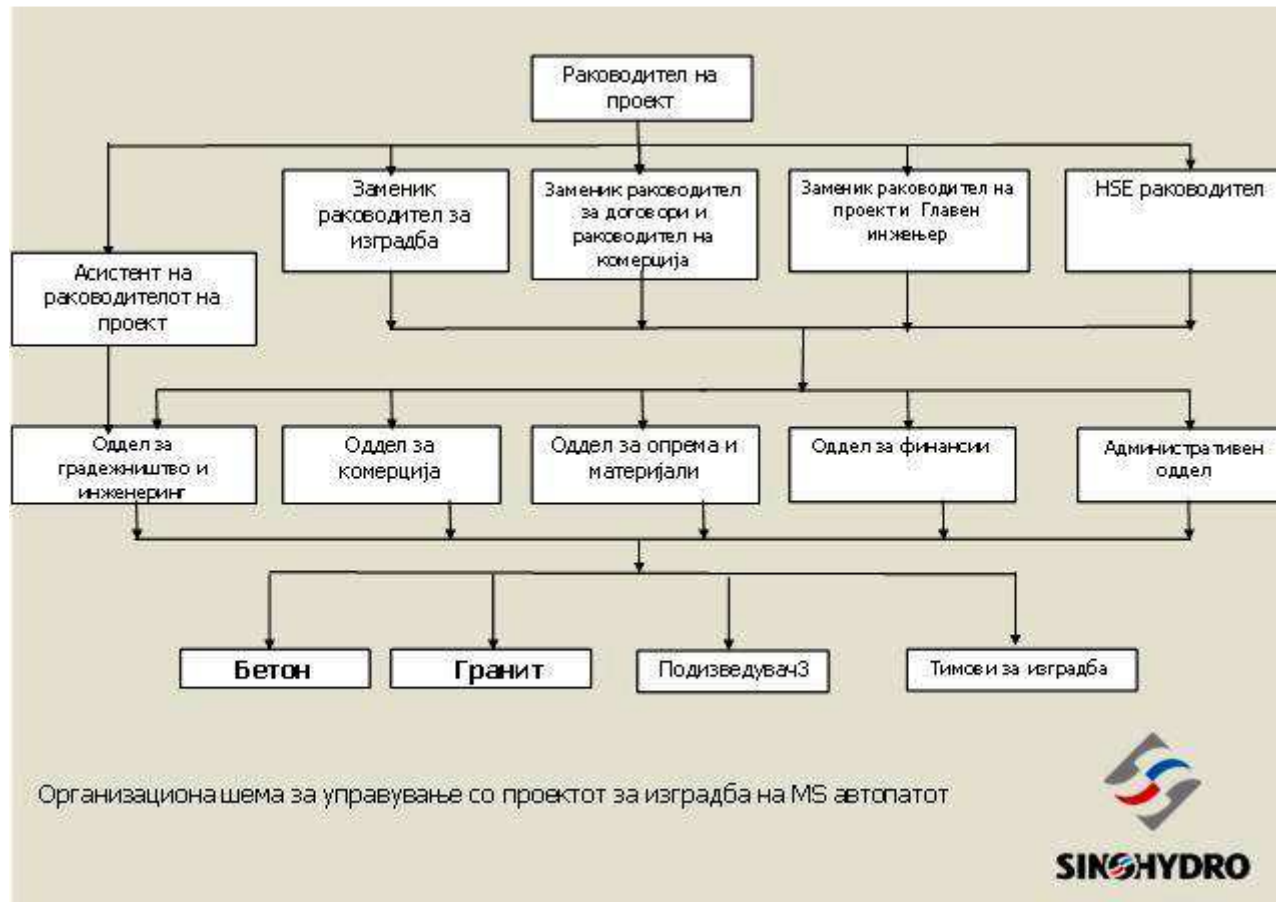 Раководител на
проект
Заменик
раководител за
изградба
Заменик раководител
за договори и
раководител на
комерција
Заменик раководител на
проект и Главен
инжењер
HSE раководител
Асистент на
раководителот на
проект
Оддел за
градежништво и
инженеринг
Оддел за
комерција
Оддел за опрема и
материјали
Оддел за финансии
Административен
оддел
Бетон
Гранит
Подизведувач3
Тимови за изградба
Организациона шема за управување со проектот за изградба на MS автопатот
SINOHYDRO